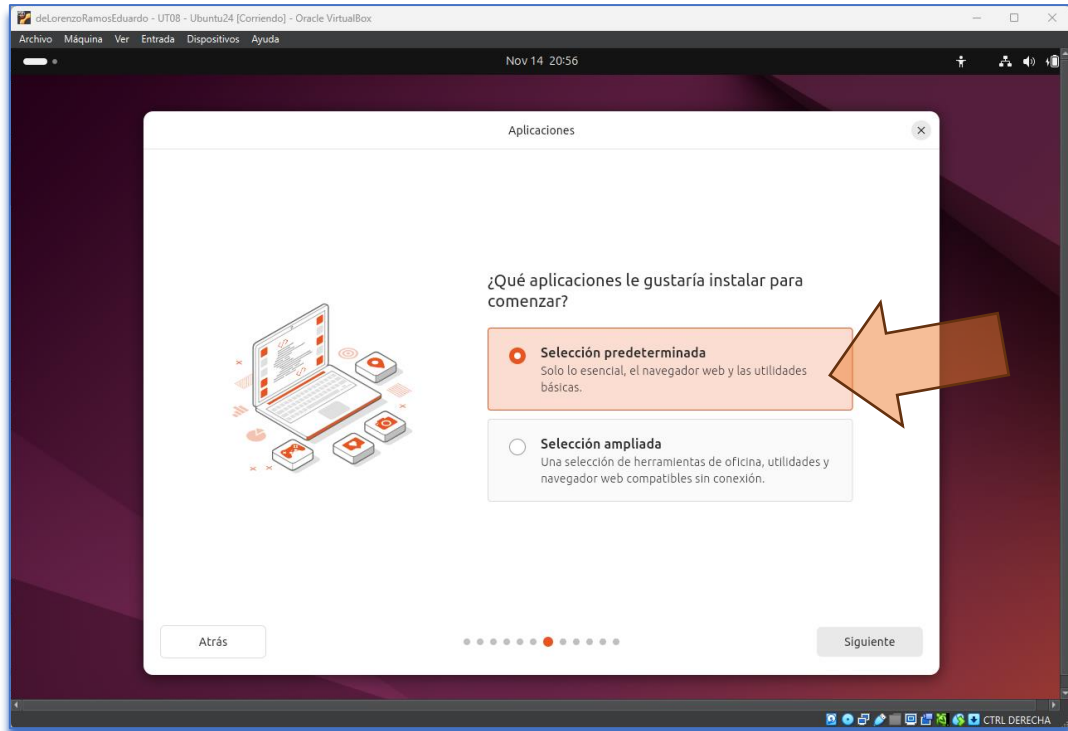 deLorenzoRamosEduardo - UT08 - Ubuntu24 [Corriendo] - Oracle VirtualBox
Archivo Máquina Ver Entrada Dispositivos Ayuda
Nov 14 20:56
Aplicaciones
¿Qué aplicaciones le gustaría instalar para
comenzar?
Selección predeterminada
Solo lo esencial, el navegador web y las utilidades
básicas.
Selección ampliada
Una selección de herramientas de oficina, utilidades y
navegador web compatibles sin conexión.
Atrás
Siguiente
CTRL DERECHA